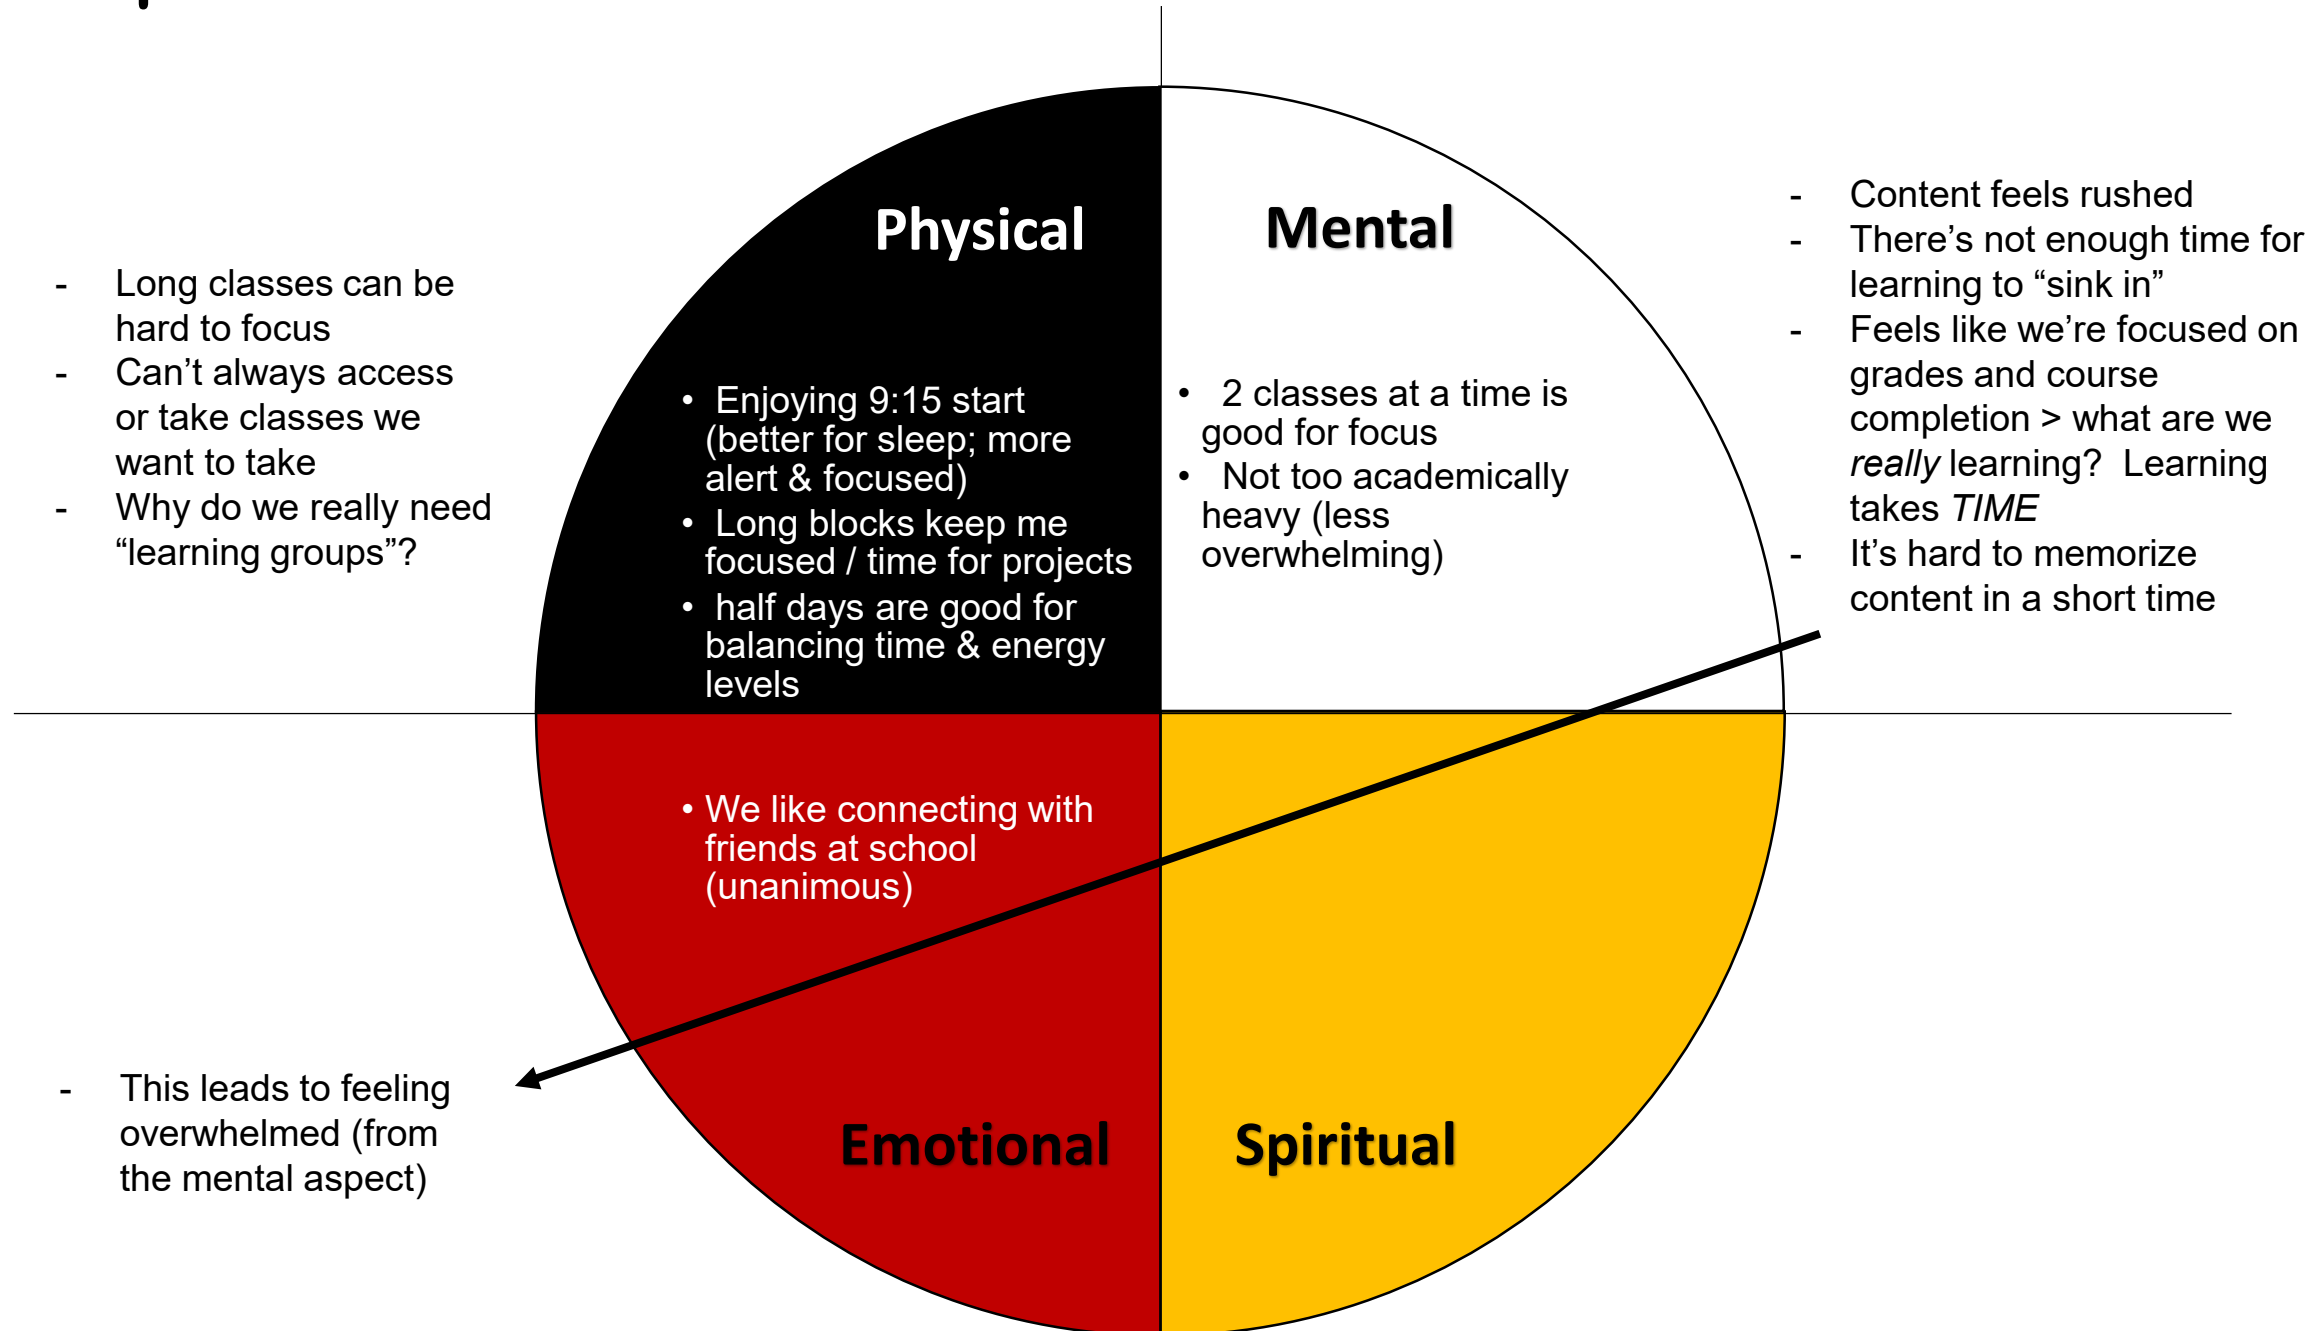 Physical
Mental
- Long classes can be
hard to focus
- Can’t always access
or take classes we
want to take
- Why do we really need
“learning groups”?
• Enjoying 9:15 start
(better for sleep; more
alert & focused)
• Long blocks keep me
focused / time for projects
• half days are good for
balancing time & energy
levels
• 2 classes at a time is
good for focus
• Not too academically
heavy (less
overwhelming)
- Content feels rushed
- There’s not enough time for
learning to “sink in”
- Feels like we’re focused on
grades and course
completion > what are we
really learning?  Learning
takes TIME
- It’s hard to memorize
content in a short time
• We like connecting with
friends at school
(unanimous)
- This leads to feeling
overwhelmed (from
the mental aspect)
Emotional
Spiritual